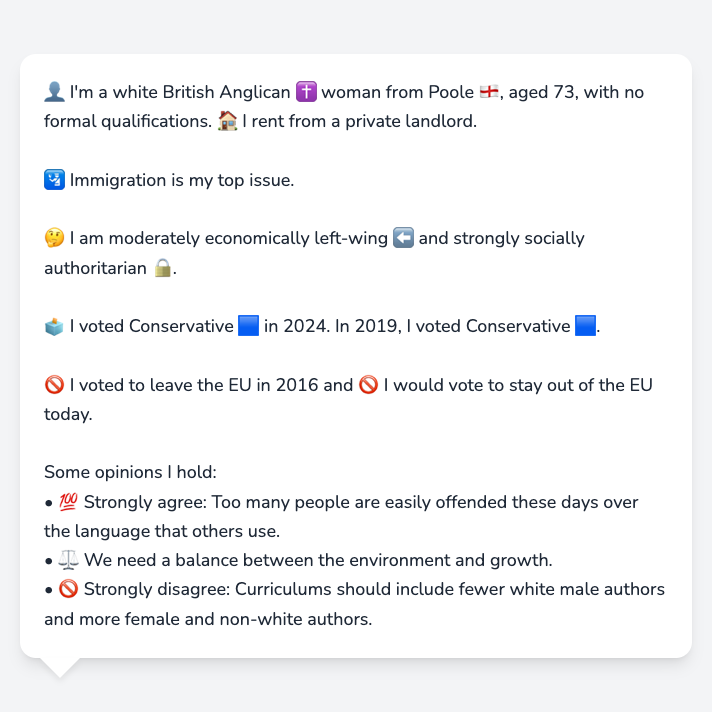 👤 I'm a white British Anglican ✝️ woman from Poole 🏴󠁧󠁢󠁥󠁮󠁧󠁿, aged 73, with no
formal qualifications. 🏠 I rent from a private landlord.
🛂 Immigration is my top issue.
🤔 I am moderately economically left-wing ⬅️ and strongly socially
authoritarian 🔒.
🗳️ I voted Conservative 🟦 in 2024. In 2019, I voted Conservative 🟦.
🚫 I voted to leave the EU in 2016 and 🚫 I would vote to stay out of the EU
today.
Some opinions I hold:
• 💯 Strongly agree: Too many people are easily offended these days over
the language that others use.
• ⚖️ We need a balance between the environment and growth.
• 🚫 Strongly disagree: Curriculums should include fewer white male authors
and more female and non-white authors.